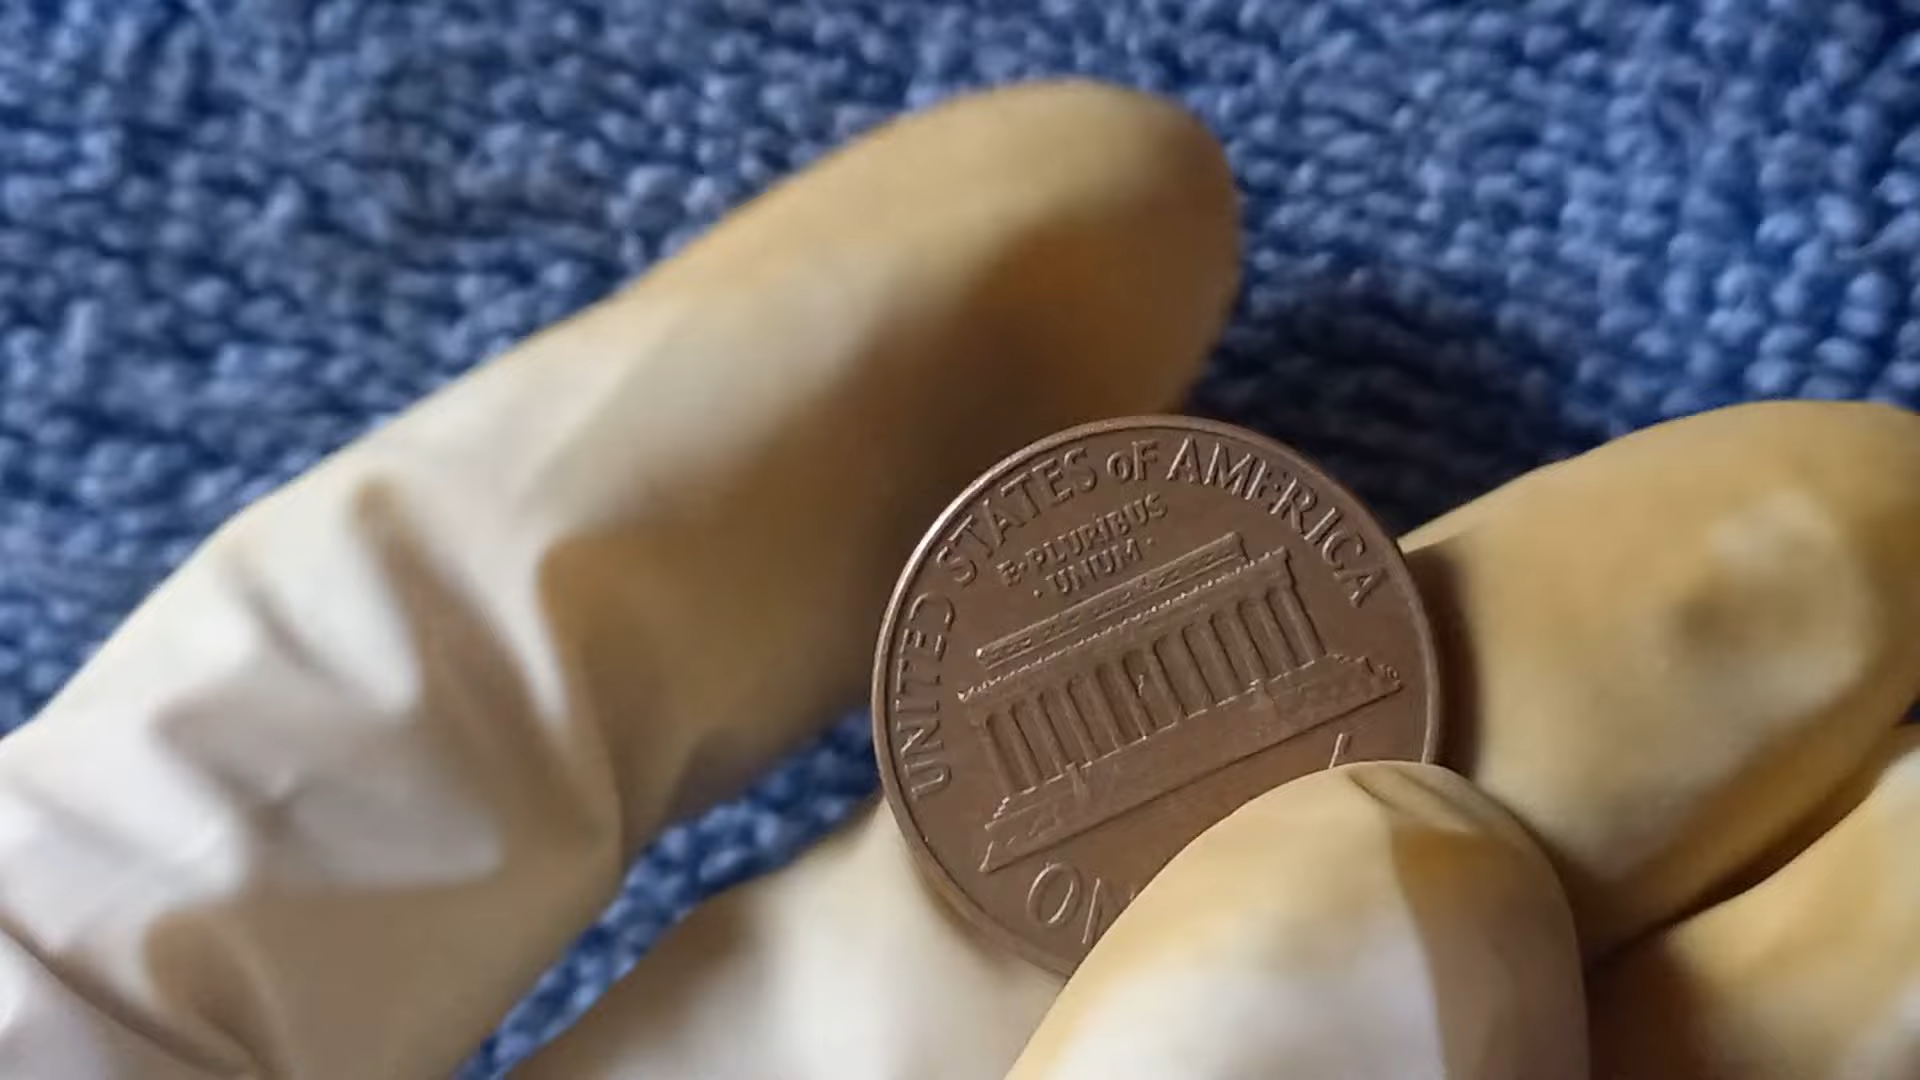 UNITED STATES oF AMERICA
E·PLURIBUS
·UNUM·
ON